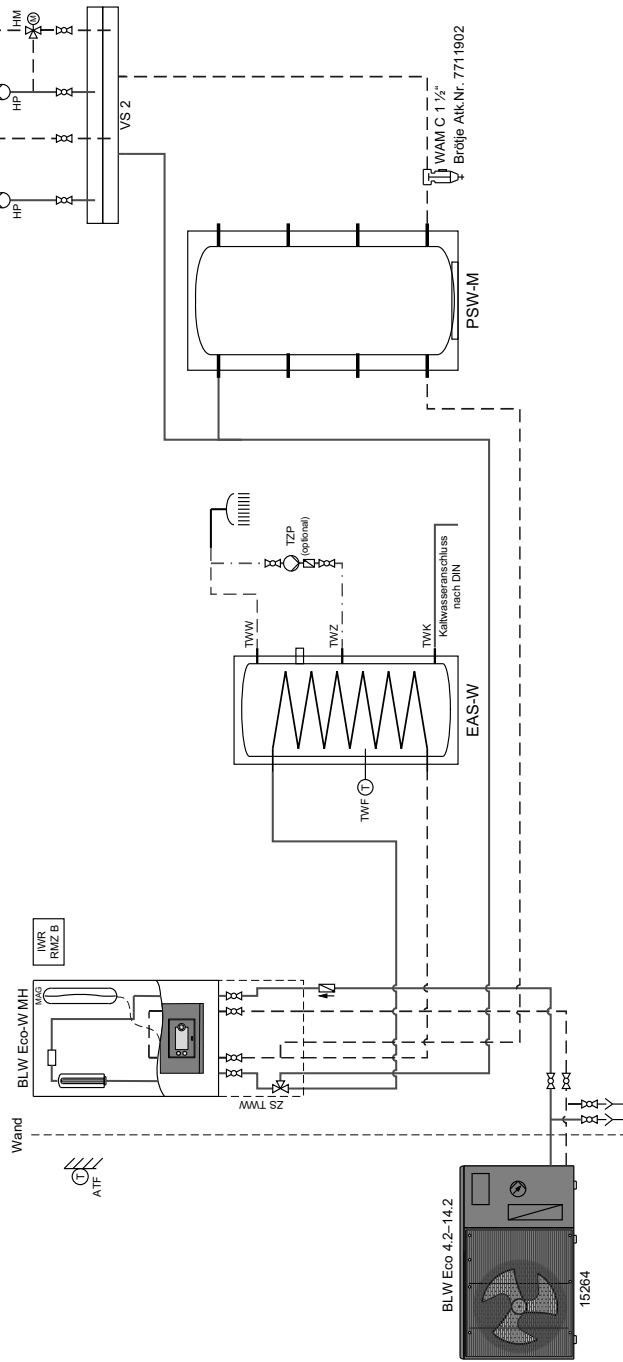 BLW Eco 4.2–14.2
15264
ATF
T
Wand
BLW Eco-W MH
MAG
IWR
RMZ B
ZS TWW
TWF
T
EAS-W
TWW
TWZ
TWK
TZP
(optional)
Kaltwasseranschluss
nach DIN
PSW-M
VS 2
HP
HP
HM
M
WAM C 1 ½"
Brötje Atk.Nr. 7711902